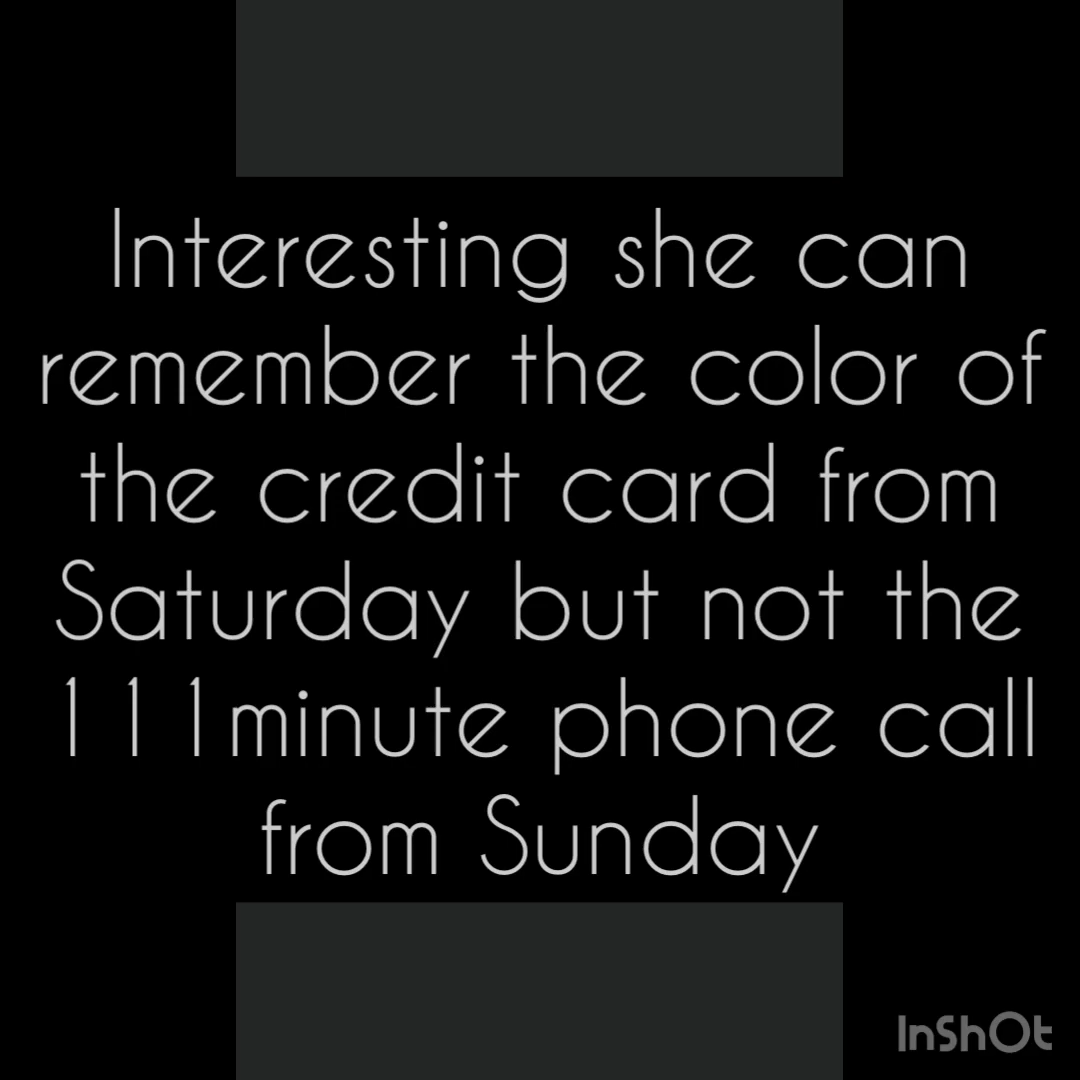 Interesting she can
remember the color of
the credit card from
Saturday but not the
111minute phone call
from Sunday
InShOt